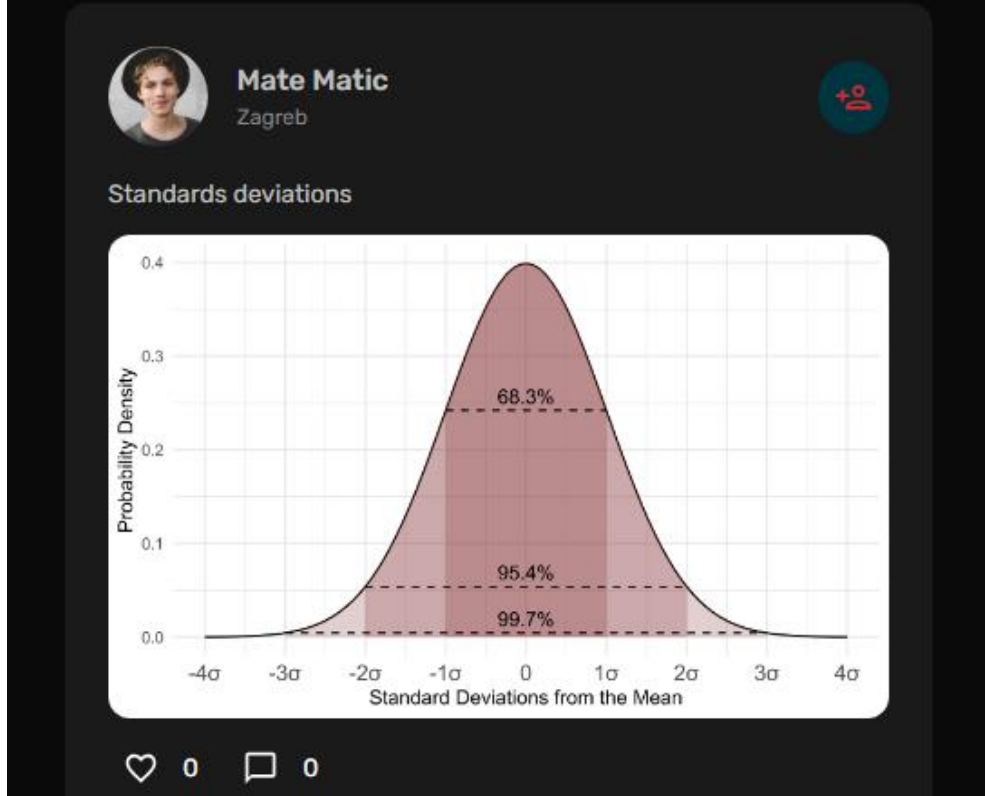 Mate Matic
Zagreb
Standards deviations
0.4
0.3
0.2
0.1
0.0
Probability Density
68.3%
95.4%
99.7%
-4σ -3σ -2σ -1σ 0 1σ 2σ 3σ 4σ
Standard Deviations from the Mean
0 0